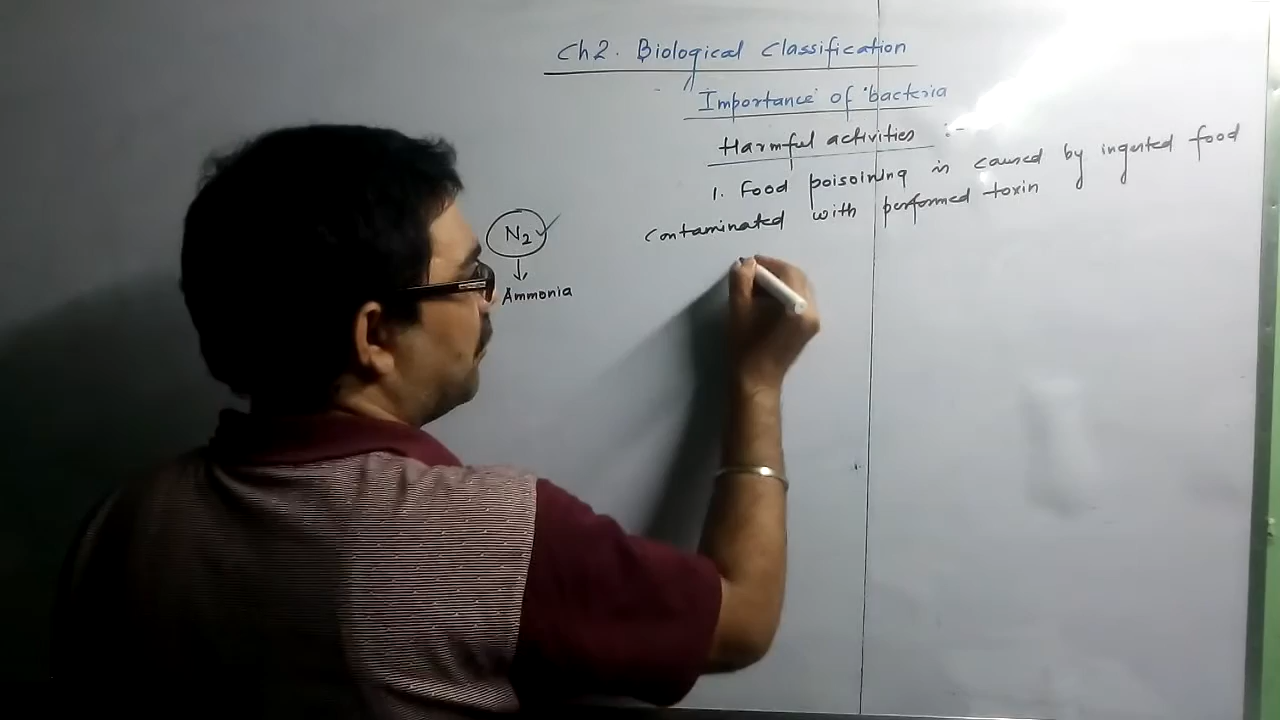 Ch2. Biological Classification
Importance of bacteria
Harmful activities :-
1. Food poisoining is caused by ingested food
contaminated with performed toxin
N2
Ammonia